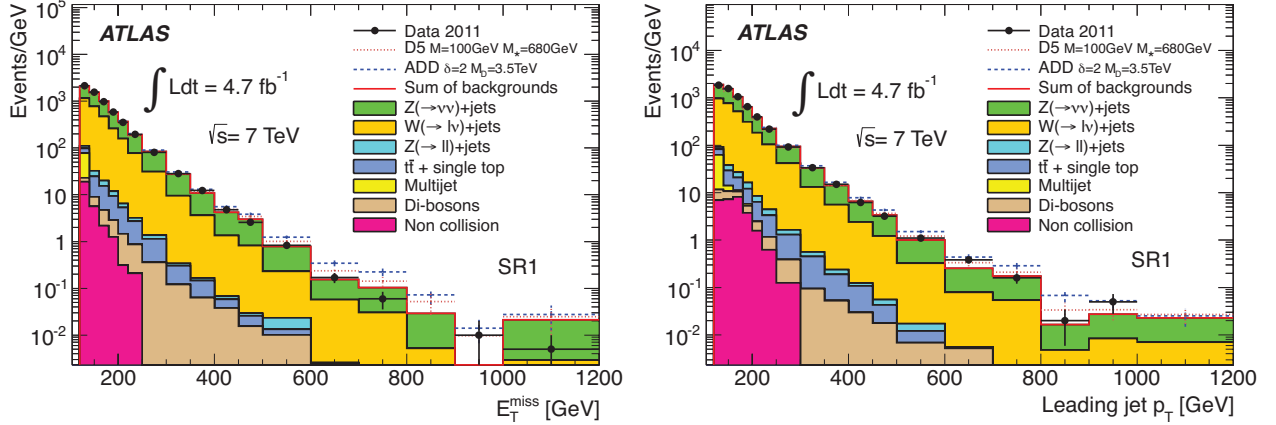 Events/GeV
10⁵
10⁴
10³
10²
10
1
10⁻¹
10⁻²
ATLAS
∫ Ldt = 4.7 fb⁻¹
√s= 7 TeV
Data 2011
D5 M=100GeV M⋆=680GeV
ADD δ=2 M_D=3.5TeV
Sum of backgrounds
Z(→νν)+jets
W(→ lν)+jets
Z(→ ll)+jets
tt̄ + single top
Multijet
Di-bosons
Non collision
SR1
200 400 600 800 1000 1200
E_T^miss [GeV]
Events/GeV
10⁵
10⁴
10³
10²
10
1
10⁻¹
10⁻²
ATLAS
∫ Ldt = 4.7 fb⁻¹
√s= 7 TeV
Data 2011
D5 M=100GeV M⋆=680GeV
ADD δ=2 M_D=3.5TeV
Sum of backgrounds
Z(→νν)+jets
W(→ lν)+jets
Z(→ ll)+jets
tt̄ + single top
Multijet
Di-bosons
Non collision
SR1
200 400 600 800 1000 1200
Leading jet p_T [GeV]